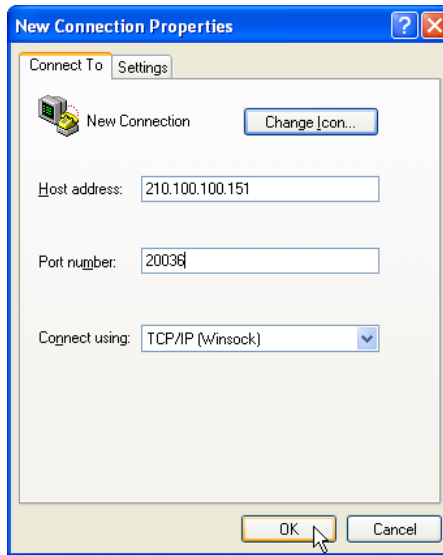 New Connection Properties
Connect To
Settings
New Connection
Change Icon...
Host address: 210.100.100.151
Port number: 20036
Connect using: TCP/IP (Winsock)
OK
Cancel